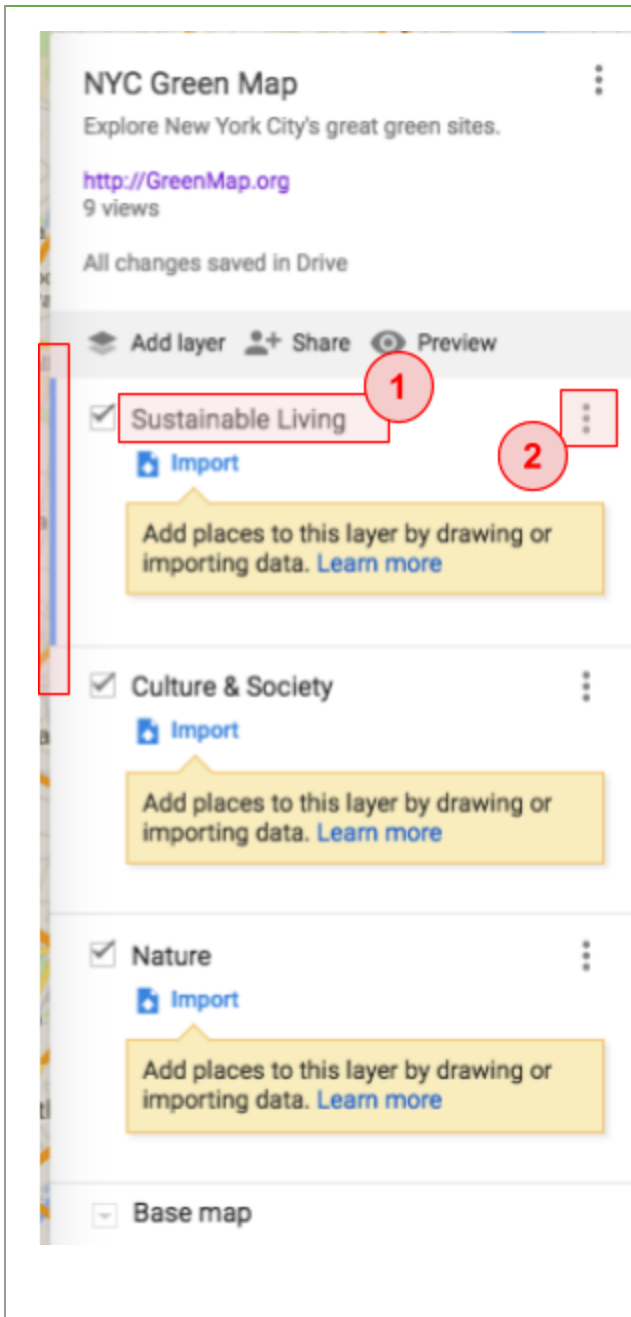 NYC Green Map
Explore New York City's great green sites.
http://GreenMap.org
9 views
All changes saved in Drive
Add layer Share Preview
1
Sustainable Living
2
Import
Add places to this layer by drawing or
importing data. Learn more
Culture & Society
Import
Add places to this layer by drawing or
importing data. Learn more
Nature
Import
Add places to this layer by drawing or
importing data. Learn more
Base map